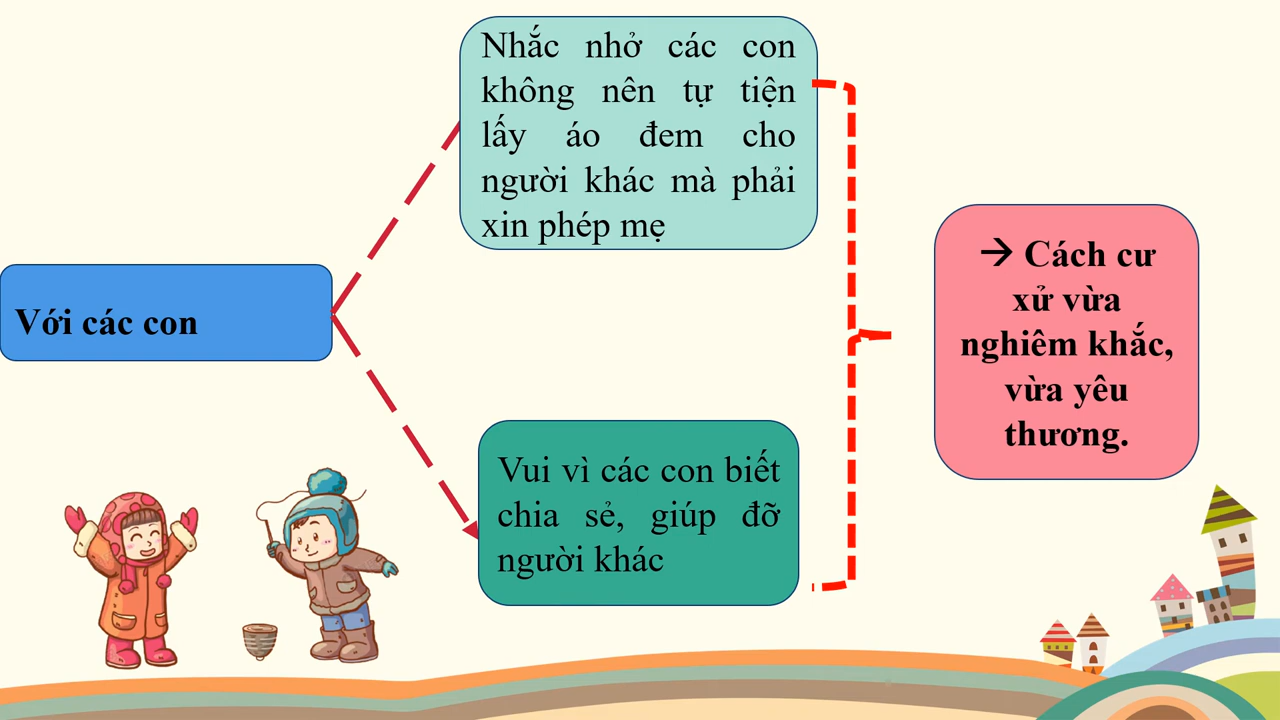 Với các con
Nhắc nhở các con
không nên tự tiện
lấy áo đem cho
người khác mà phải
xin phép mẹ
Vui vì các con biết
chia sẻ, giúp đỡ
người khác
→ Cách cư
xử vừa
nghiêm khắc,
vừa yêu
thương.